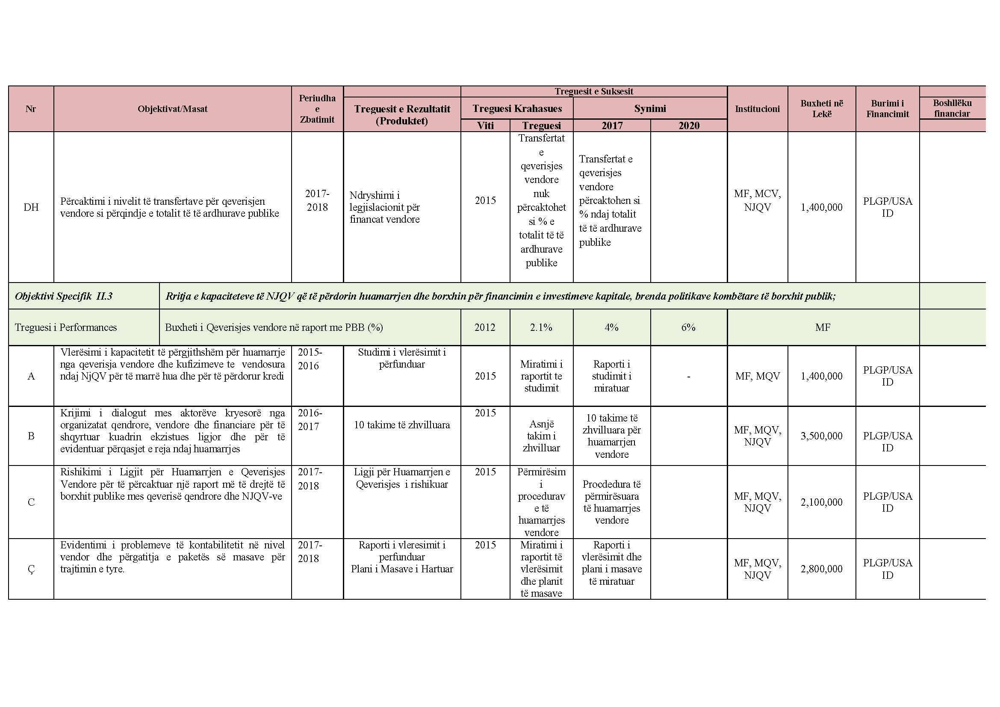 Nr
Objektivat/Masat
Periudha
e
Zbatimit
Treguesit e Rezultatit
(Produktet)
Treguesit e Suksesit
Treguesi Krahasues
Synimi
Viti
Treguesi
2017
2020
Institucioni
Buxheti në
Lekë
Burimi i
Financimit
Boshllëku
financiar
DH
Përcaktimi i nivelit të transfertave për qeverisjen
vendore si përqindje e totalit të të ardhurave publike
2017-
2018
Ndryshimi i
legjislacionit për
financat vendore
2015
Transfertat
e
qeverisjes
vendore
nuk
përcaktohet
si % e
totalit të të
ardhurave
publike
Transfertat e
qeverisjes
vendore
përcaktohen si
% ndaj totalit
të të ardhurave
publike
MF, MCV,
NJQV
1,400,000
PLGP/USA
ID
Objektivi Specifik II.3
Rritja e kapaciteteve të NJQV që të përdorin huamarrjen dhe borxhin për financimin e investimeve kapitale, brenda politikave kombëtare të borxhit publik;
Treguesi i Performances
Buxheti i Qeverisjes vendore në raport me PBB (%)
2012
2.1%
4%
6%
MF
A
Vlerësimi i kapacitetit të përgjithshëm për huamarrje
nga qeverisja vendore dhe kufizimeve te vendosura
ndaj NjQV për të marrë hua dhe për të përdorur kredi
2015-
2016
Studimi i vlerësimit i
përfunduar
2015
Miratimi i
raportit te
studimit
Raporti i
studimit i
miratuar
-
MF, MQV
1,400,000
PLGP/USA
ID
B
Krijimi i dialogut mes aktorëve kryesorë nga
organizatat qendrore, vendore dhe financiare për të
shqyrtuar kuadrin ekzistues ligjor dhe për të
evidentuar përqasjet e reja ndaj huamarrjes
2016-
2017
10 takime të zhvilluara
2015
Asnjë
takim i
zhvilluar
10 takime të
zhvilluara për
huamarrjen
vendore
MF, MQV,
NJQV
3,500,000
PLGP/USA
ID
C
Rishikimi i Ligjit për Huamarrjen e Qeverisjes
Vendore për të përcaktuar një raport më të drejtë të
borxhit publike mes qeverisë qendrore dhe NJQV-ve
2017-
2018
Ligji për Huamarrjen e
Qeverisjes i rishikuar
2015
Përmirësim
i
procedurav
e të
huamarrjes
vendore
Procdedura të
përmirësuara
të huamarrjes
vendore
MF, MQV,
NJQV
2,100,000
PLGP/USA
ID
Ç
Evidentimi i problemeve të kontabilitetit në nivel
vendor dhe përgatitja e paketës së masave për
trajtimin e tyre.
2017-
2018
Raporti i vleresimit i
perfunduar
Plani i Masave i Hartuar
2015
Miratimi i
raportit të
vlerësimit
dhe planit
të masave
Raporti i
vlerësimit dhe
plani i masave
të miratuar
MF, MQV,
NJQV
2,800,000
PLGP/USA
ID